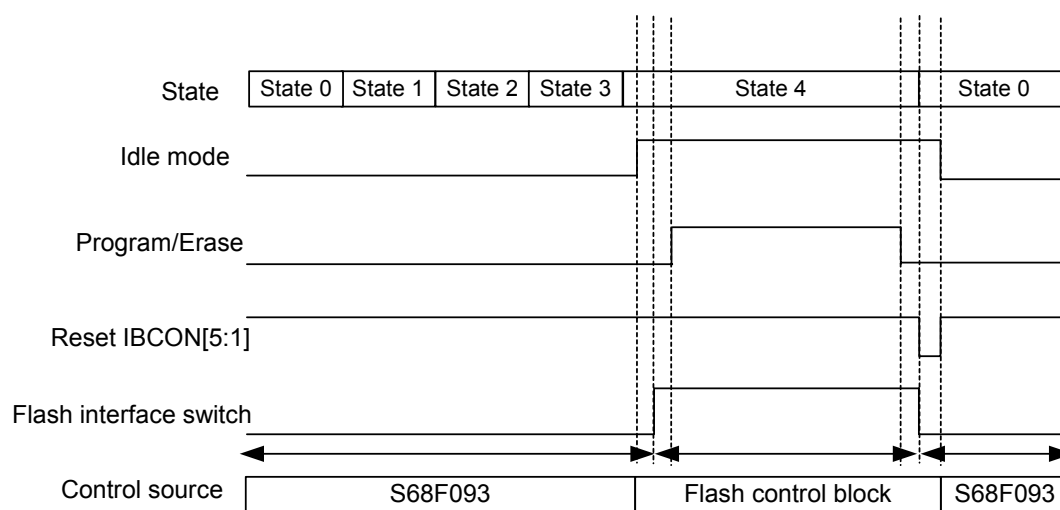 State State 0 State 1 State 2 State 3 State 4 State 0
Idle mode
Program/Erase
Reset IBCON[5:1]
Flash interface switch
Control source S68F093 Flash control block S68F093